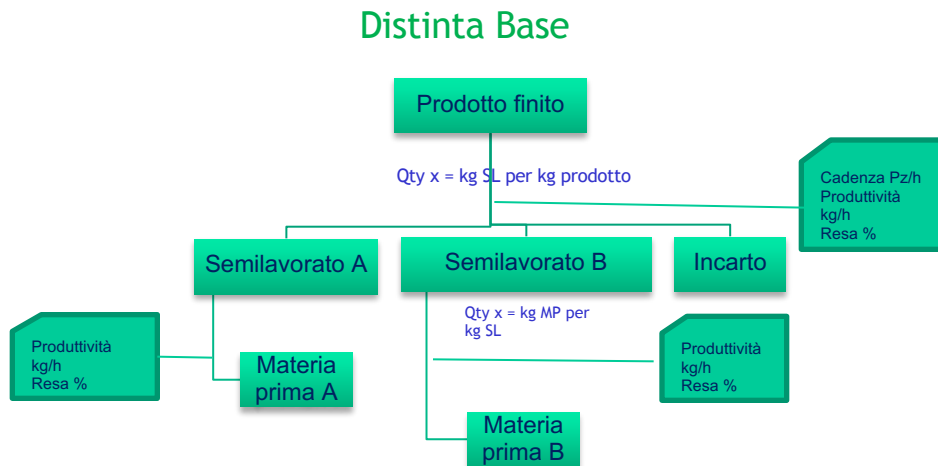 Distinta Base
Prodotto finito
Qty x = kg SL per kg prodotto
Cadenza Pz/h
Produttività
kg/h
Resa %
Semilavorato A
Semilavorato B
Incarto
Qty x = kg MP per
kg SL
Produttività
kg/h
Resa %
Materia
prima A
Produttività
kg/h
Resa %
Materia
prima B